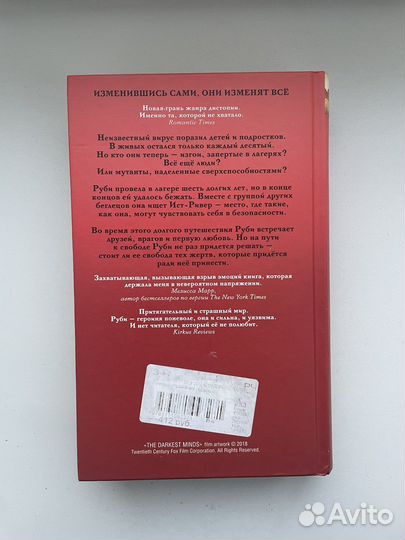 ИЗМЕНИВШИСЬ САМИ, ОНИ ИЗМЕНЯТ ВСЁ
Новая грань жанра дистопии.
Именно та, которой не хватало.
Romantic Times
Неизвестный вирус поразил детей и подростков.
В живых остался только каждый десятый.
Но кто они теперь — изгои, запертые в лагерях?
Всё ещё люди?
Или мутанты, наделенные сверхспособностями?
Руби провела в лагере шесть долгих лет, но в конце
концов ей удалось бежать. Вместе с группой других
беглецов она ищет Ист-Ривер — место, где такие,
как она, могут чувствовать себя в безопасности.
Во время этого долгого путешествия Руби встречает
друзей, врагов и первую любовь. Но на пути
к свободе Руби не раз придется решать —
стоит ли ее свобода тех жертв, которые придётся
ради неё принести.
Захватывающая, вызывающая взрыв эмоций книга, которая
держала меня в невероятном напряжении.
Мелисса Марр,
автор бестселлеров по версии The New York Times
Притягательный и страшный мир.
Руби – героиня поневоле, она и сильна, и уязвима.
И нет читателя, который её не полюбит.
Kirkus Reviews
412 руб
«THE DARKEST MINDS» film artwork © 2018
Twentieth Century Fox Film Corporation. All Rights Reserved.
Avito